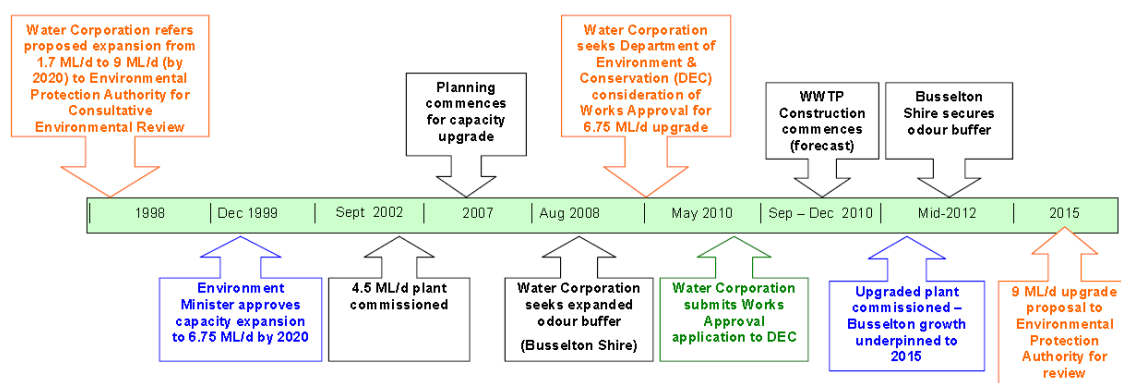 Water Corporation refers
proposed expansion from
1.7 ML/d to 9 ML/d (by
2020) to Environmental
Protection Authority for
Consultative
Environmental Review
Planning
commences
for capacity
upgrade
Water Corporation
seeks Department of
Environment &
Conservation (DEC)
consideration of
Works Approval for
6.75 ML/d upgrade
WWTP
Construction
commences
(forecast)
Busselton
Shire secures
odour buffer
1998
Dec 1999
Sept 2002
2007
Aug 2008
May 2010
Sep – Dec 2010
Mid-2012
2015
Environment
Minister approves
capacity expansion
to 6.75 ML/d by 2020
4.5 ML/d plant
commissioned
Water Corporation
seeks expanded
odour buffer
(Busselton Shire)
Water Corporation
submits Works
Approval
application to DEC
Upgraded plant
commissioned –
Busselton growth
underpinned to
2015
9 ML/d upgrade
proposal to
Environmental
Protection
Authority for
review